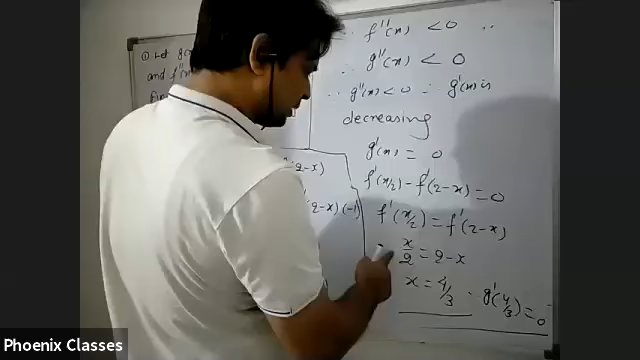 ① Let g(x
and f''(x
∴ f''(x) < 0 ∵
∴ g''(x) < 0
∵ g''(x) < 0 ∴ g'(x) is
decreasing
g'(x) = 0
f'(x/2) - f'(2-x) = 0
f'(x/2) = f'(2-x)
x/2 = 2-x
x = 4/3 . g'(4/3) = 0
(2-x)
(2-x)(-1)
Phoenix Classes